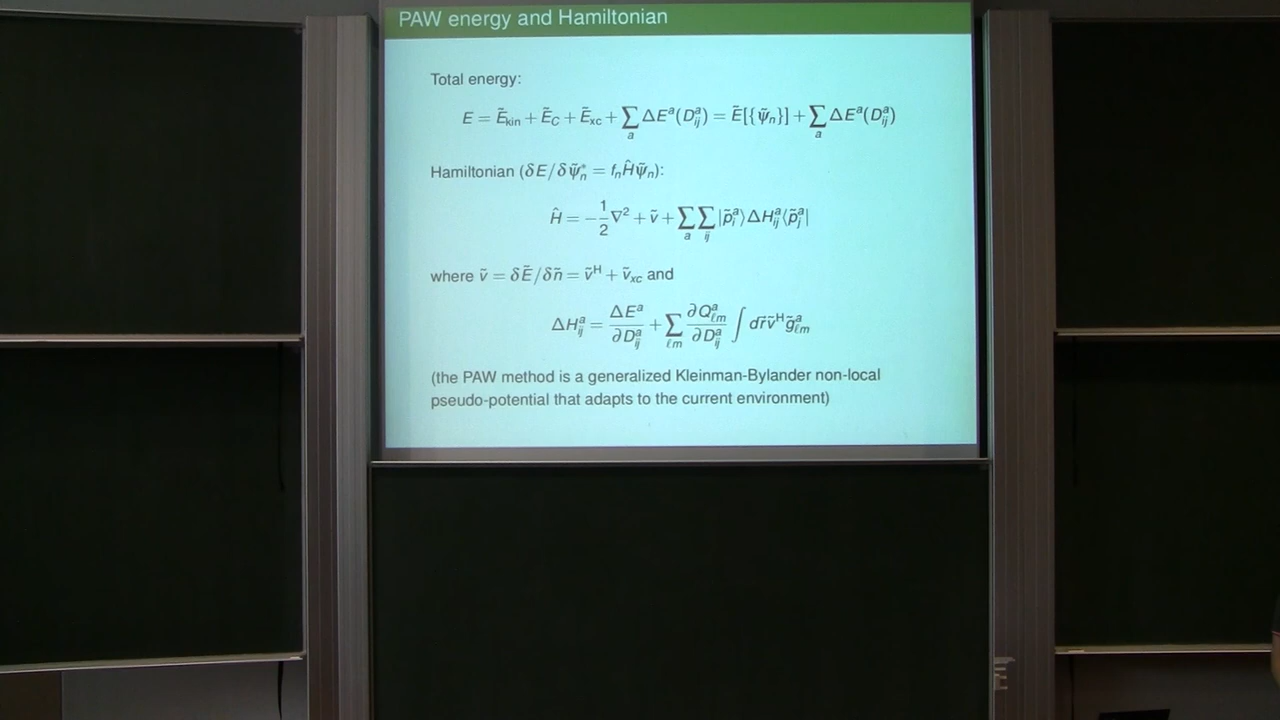 PAW energy and Hamiltonian
Total energy:
E = Ẽ_kin + Ẽ_C + Ẽ_xc + ∑_a ΔE^a(D^a_ij) = Ẽ[{ψ̃_n}] + ∑_a ΔE^a(D^a_ij)
Hamiltonian (δE/δψ̃*_n = f_nĤψ̃_n):
Ĥ = −1/2 ∇² + ṽ + ∑_a ∑_ij |p̃^a_i⟩ΔH^a_ij⟨p̃^a_j|
where ṽ = δẼ/δñ = ṽ^H + ṽ_xc and
ΔH^a_ij = ΔE^a/∂D^a_ij + ∑_ℓm ∂Q^a_ℓm/∂D^a_ij ∫ dr⃗ṽ^H g̃^a_ℓm
(the PAW method is a generalized Kleinman-Bylander non-local
pseudo-potential that adapts to the current environment)